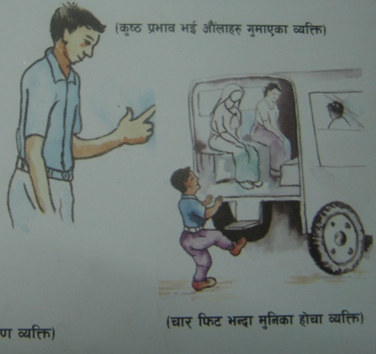 (कुष्ठ प्रभाव भई औंलाहरु गुमाएका व्यक्ति)
(चार फिट भन्दा मुनिका होचा व्यक्ति)
ण व्यक्ति)